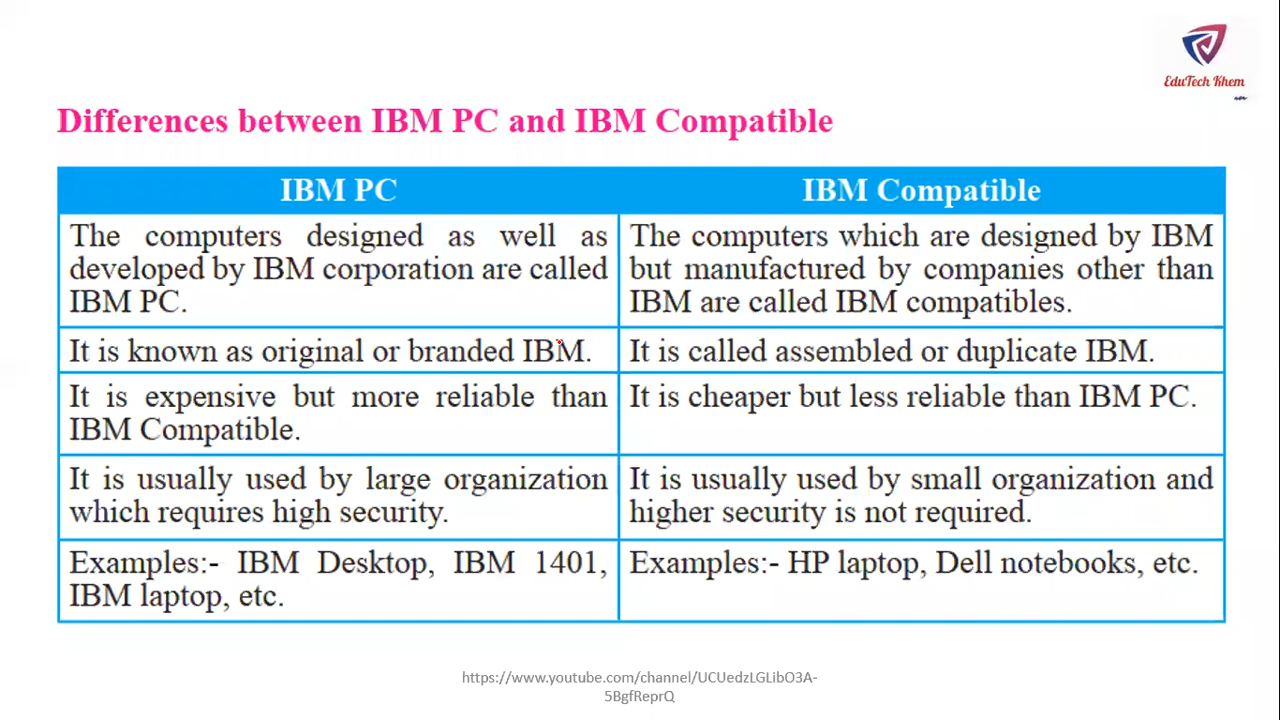 EduTech Khem
Differences between IBM PC and IBM Compatible
IBM PC
IBM Compatible
The computers designed as well as
developed by IBM corporation are called
IBM PC.
The computers which are designed by IBM
but manufactured by companies other than
IBM are called IBM compatibles.
It is known as original or branded IBM.
It is called assembled or duplicate IBM.
It is expensive but more reliable than
IBM Compatible.
It is cheaper but less reliable than IBM PC.
It is usually used by large organization
which requires high security.
It is usually used by small organization and
higher security is not required.
Examples:- IBM Desktop, IBM 1401,
IBM laptop, etc.
Examples:- HP laptop, Dell notebooks, etc.
https://www.youtube.com/channel/UCUedzLGLibO3A-
5BgfReprQ